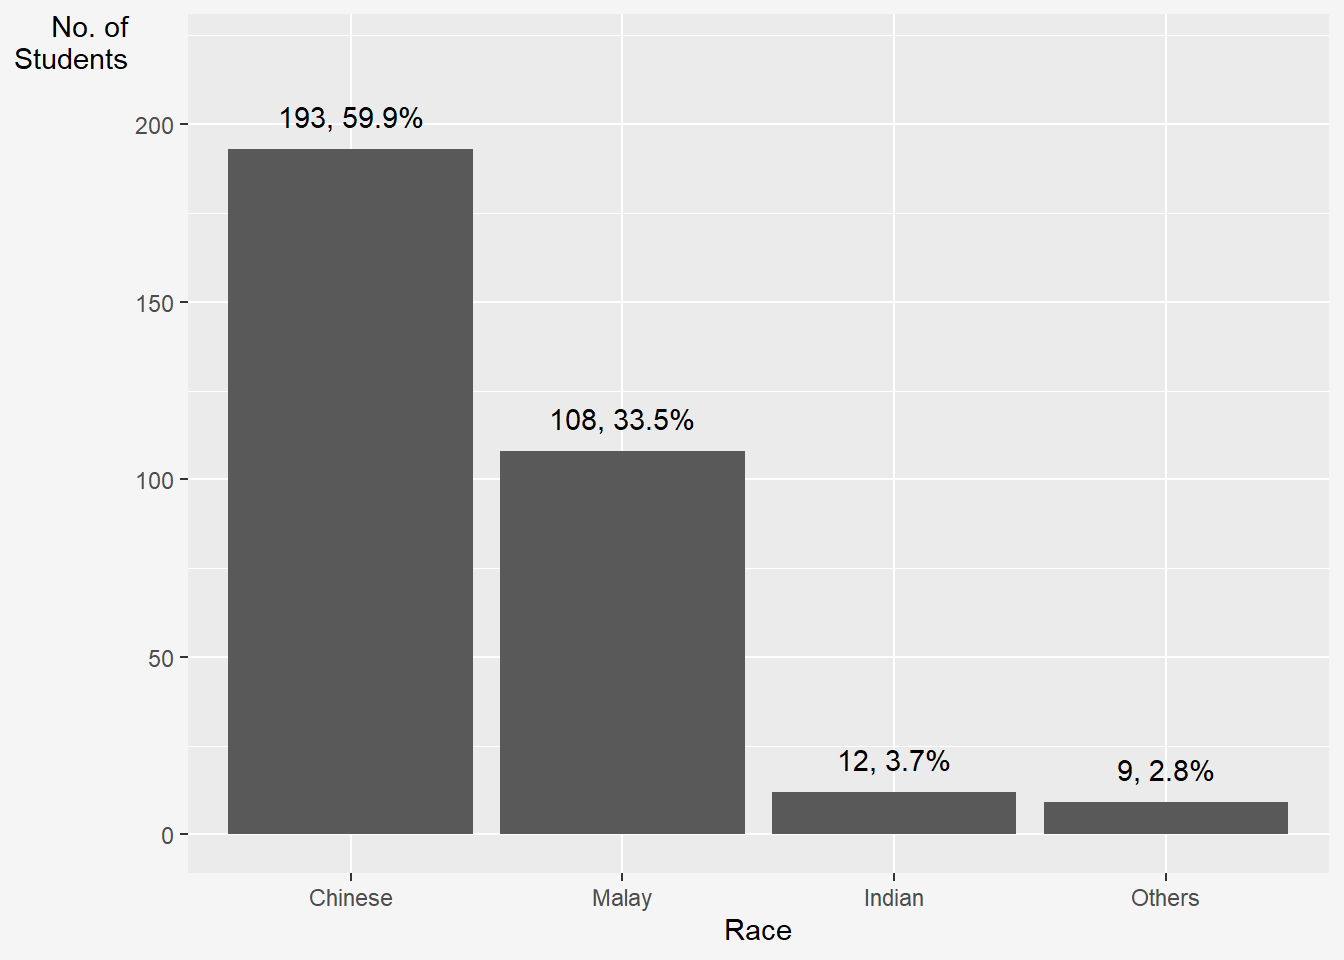 No. of
Students
200
150
100
50
0
193, 59.9%
108, 33.5%
12, 3.7%
9, 2.8%
Chinese
Malay
Indian
Others
Race